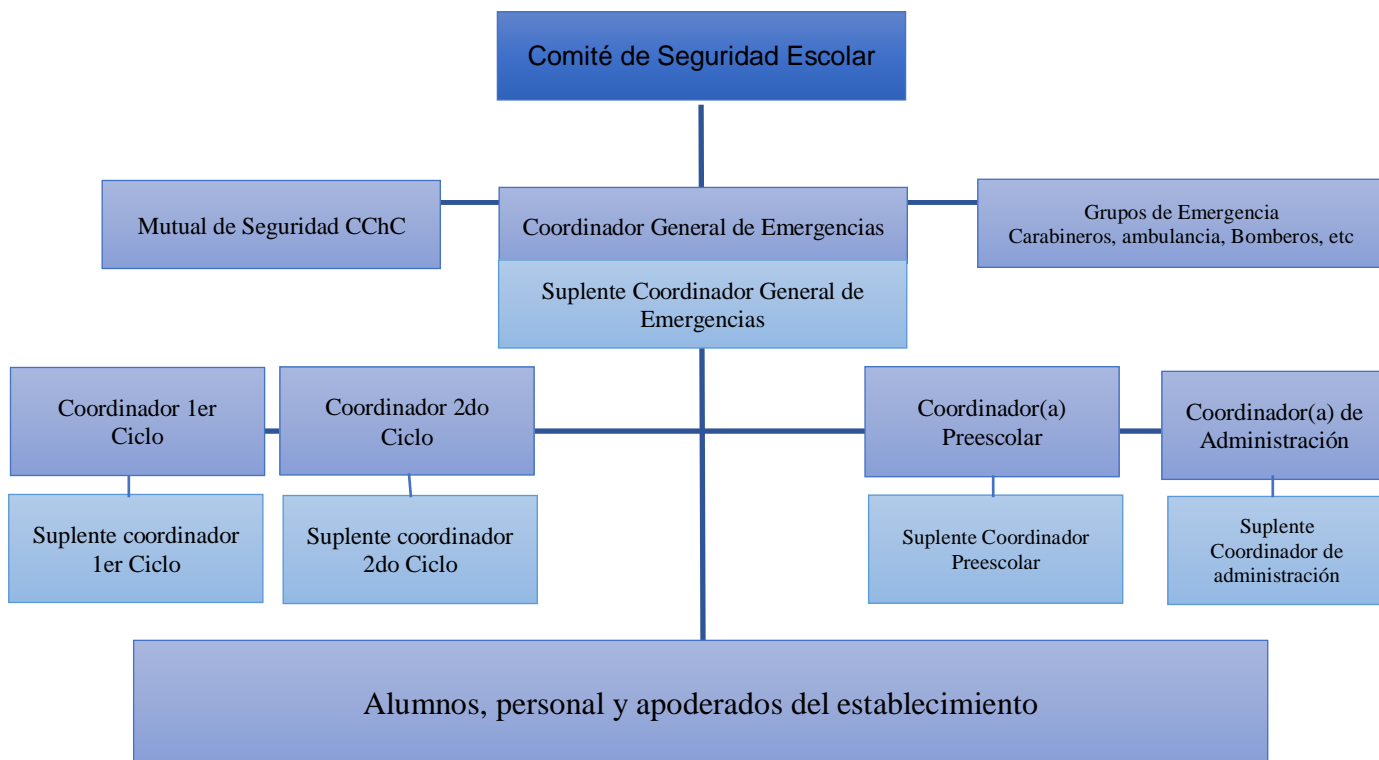 Comité de Seguridad Escolar
Mutual de Seguridad CChC
Coordinador General de Emergencias
Grupos de Emergencia
Carabineros, ambulancia, Bomberos, etc
Suplente Coordinador General de
Emergencias
Coordinador 1er
Ciclo
Coordinador 2do
Ciclo
Coordinador(a)
Preescolar
Coordinador(a) de
Administración
Suplente coordinador
1er Ciclo
Suplente coordinador
2do Ciclo
Suplente Coordinador
Preescolar
Suplente
Coordinador de
administración
Alumnos, personal y apoderados del establecimiento